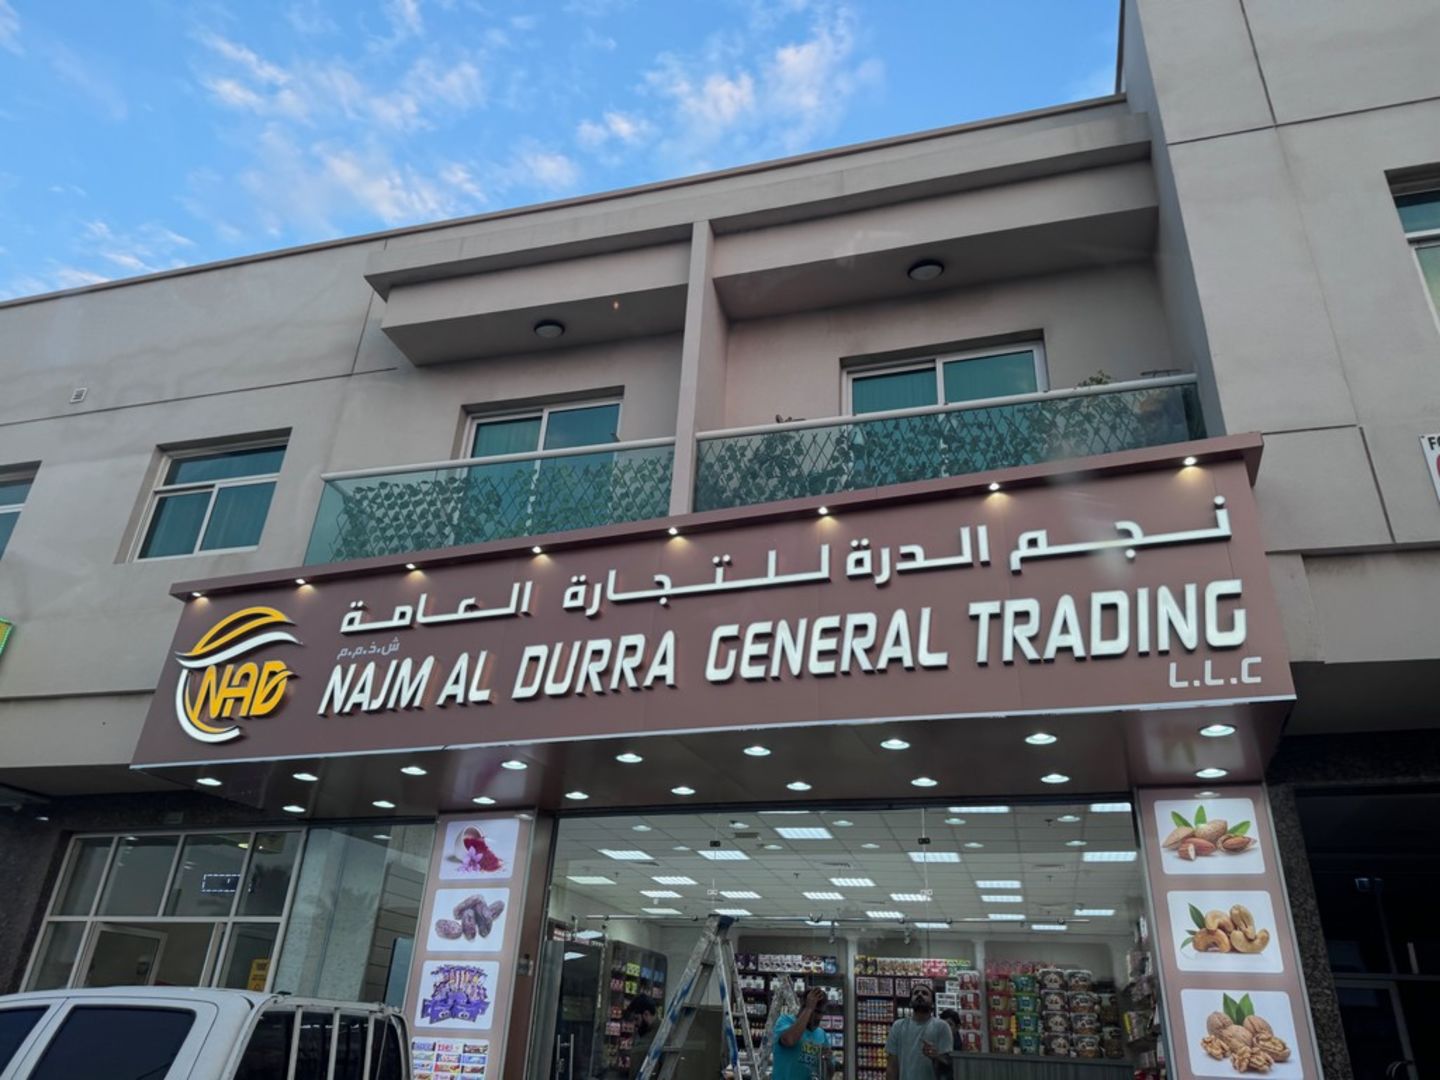 نجم الدرة للتجارة العامة
ش.ذ.م.م
NAD
NAJM AL DURRA GENERAL TRADING
L.L.C